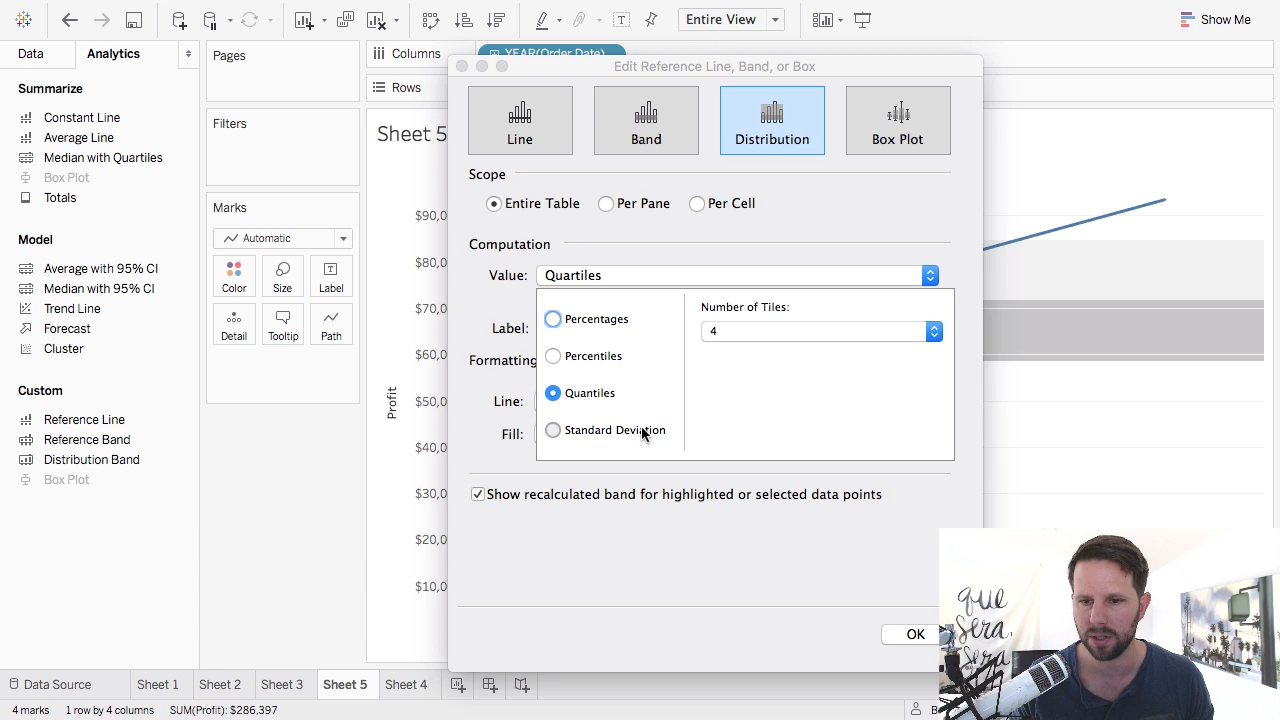 Entire View
Show Me
Data
Analytics
Pages
Columns
YEAR(Order Date)
Rows
Summarize
Constant Line
Average Line
Median with Quartiles
Box Plot
Totals
Filters
Marks
Automatic
Color
Size
Label
Detail
Tooltip
Path
Model
Average with 95% CI
Median with 95% CI
Trend Line
Forecast
Cluster
Custom
Reference Line
Reference Band
Distribution Band
Box Plot
Sheet 5
$90,0
$80,0
$70,0
$60,0
$50,0
$40,0
$30,0
$20,0
$10,0
Profit
Edit Reference Line, Band, or Box
Line
Band
Distribution
Box Plot
Scope
Entire Table
Per Pane
Per Cell
Computation
Value:
Quartiles
Label:
Percentages
Percentiles
Quantiles
Standard Deviation
Number of Tiles:
4
Formatting
Line:
Fill:
Show recalculated band for highlighted or selected data points
OK
que
sera,
sera
Data Source
Sheet 1
Sheet 2
Sheet 3
Sheet 5
Sheet 4
4 marks
1 row by 4 columns